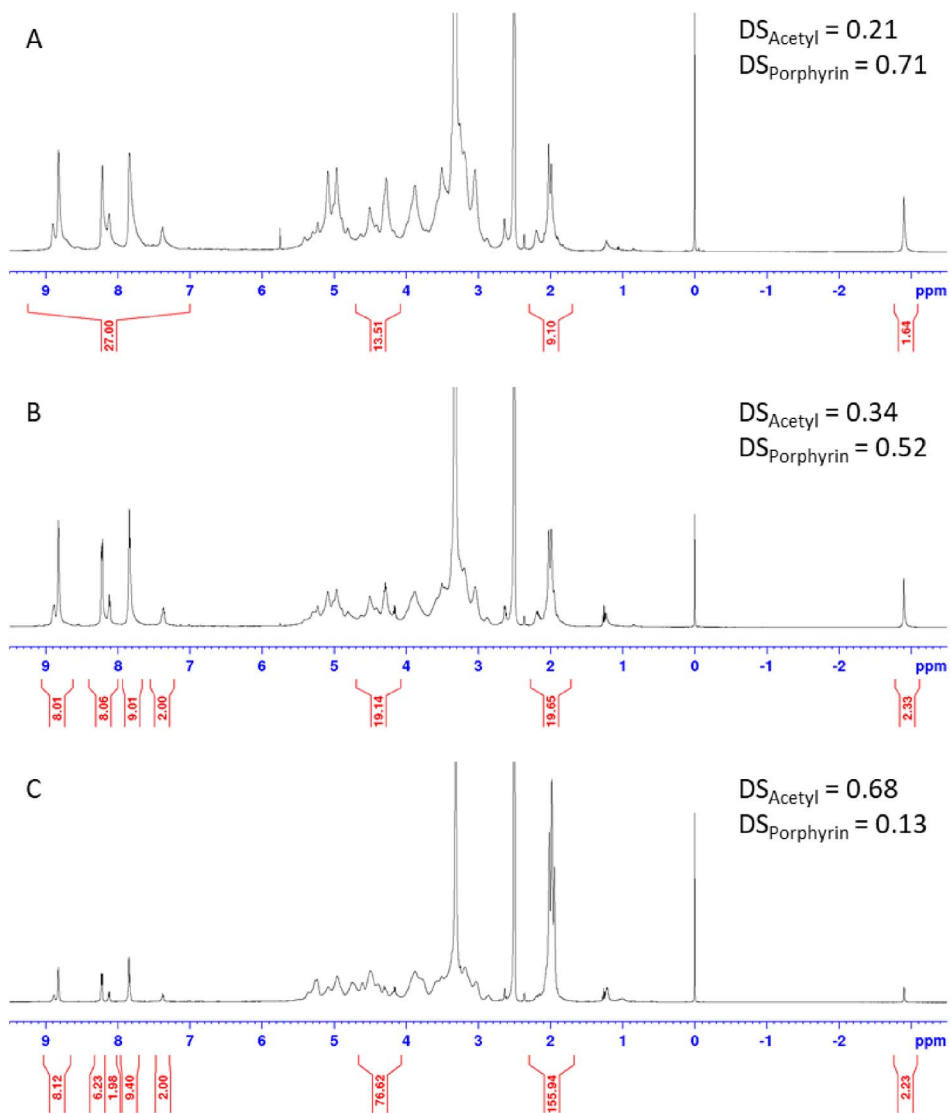 A
DSAcetyl = 0.21
DSPorphyrin = 0.71
9 8 7 6 5 4 3 2 1 0 -1 -2 ppm
27.00 13.51 9.10 1.64
B
DSAcetyl = 0.34
DSPorphyrin = 0.52
9 8 7 6 5 4 3 2 1 0 -1 -2 ppm
8.01 8.06 9.01 2.00 19.14 19.65 2.33
C
DSAcetyl = 0.68
DSPorphyrin = 0.13
9 8 7 6 5 4 3 2 1 0 -1 -2 ppm
8.12 6.23 1.98 9.40 2.00 76.62 155.94 2.23